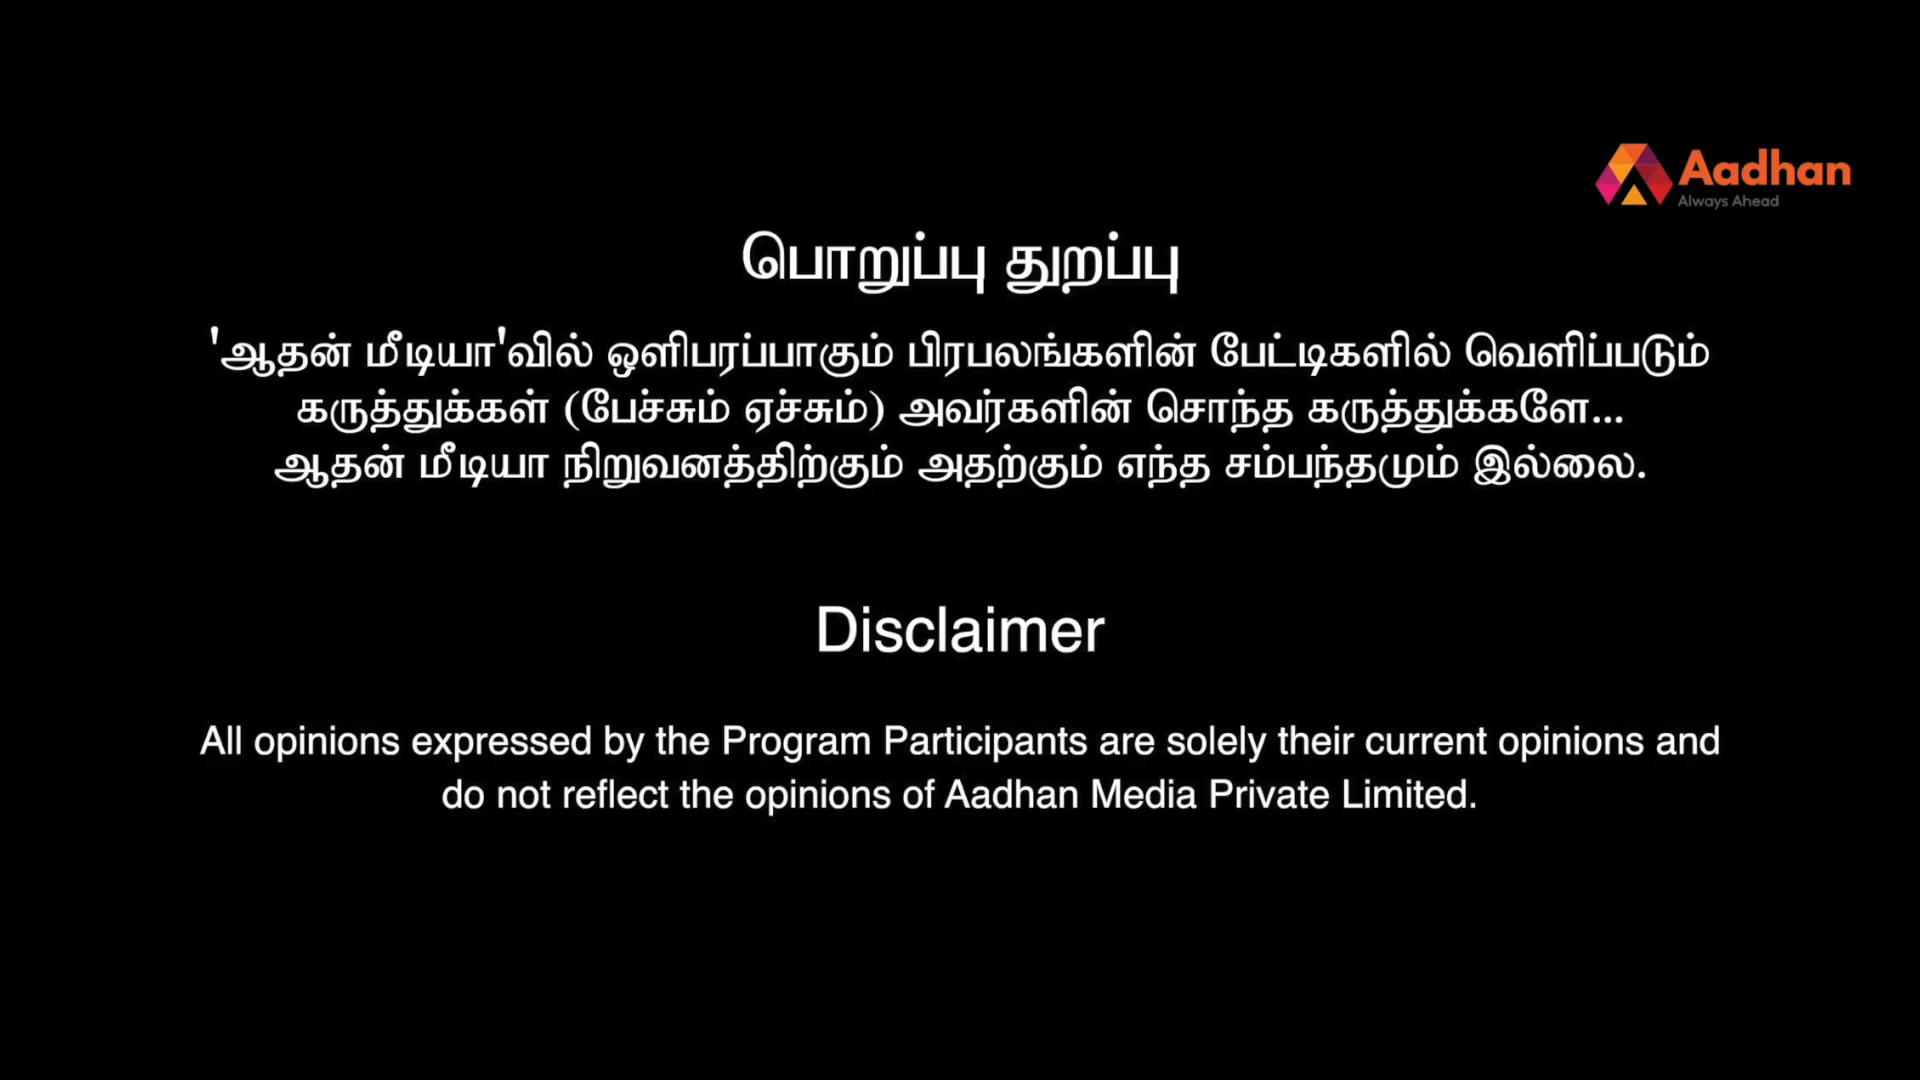 Aadhan
Always Ahead
பொறுப்பு துறப்பு
'ஆதன் மீடியா'வில் ஒளிபரப்பாகும் பிரபலங்களின் பேட்டிகளில் வெளிப்படும்
கருத்துக்கள் (பேச்சும் ஏச்சும்) அவர்களின் சொந்த கருத்துக்களே...
ஆதன் மீடியா நிறுவனத்திற்கும் அதற்கும் எந்த சம்பந்தமும் இல்லை.
Disclaimer
All opinions expressed by the Program Participants are solely their current opinions and
do not reflect the opinions of Aadhan Media Private Limited.